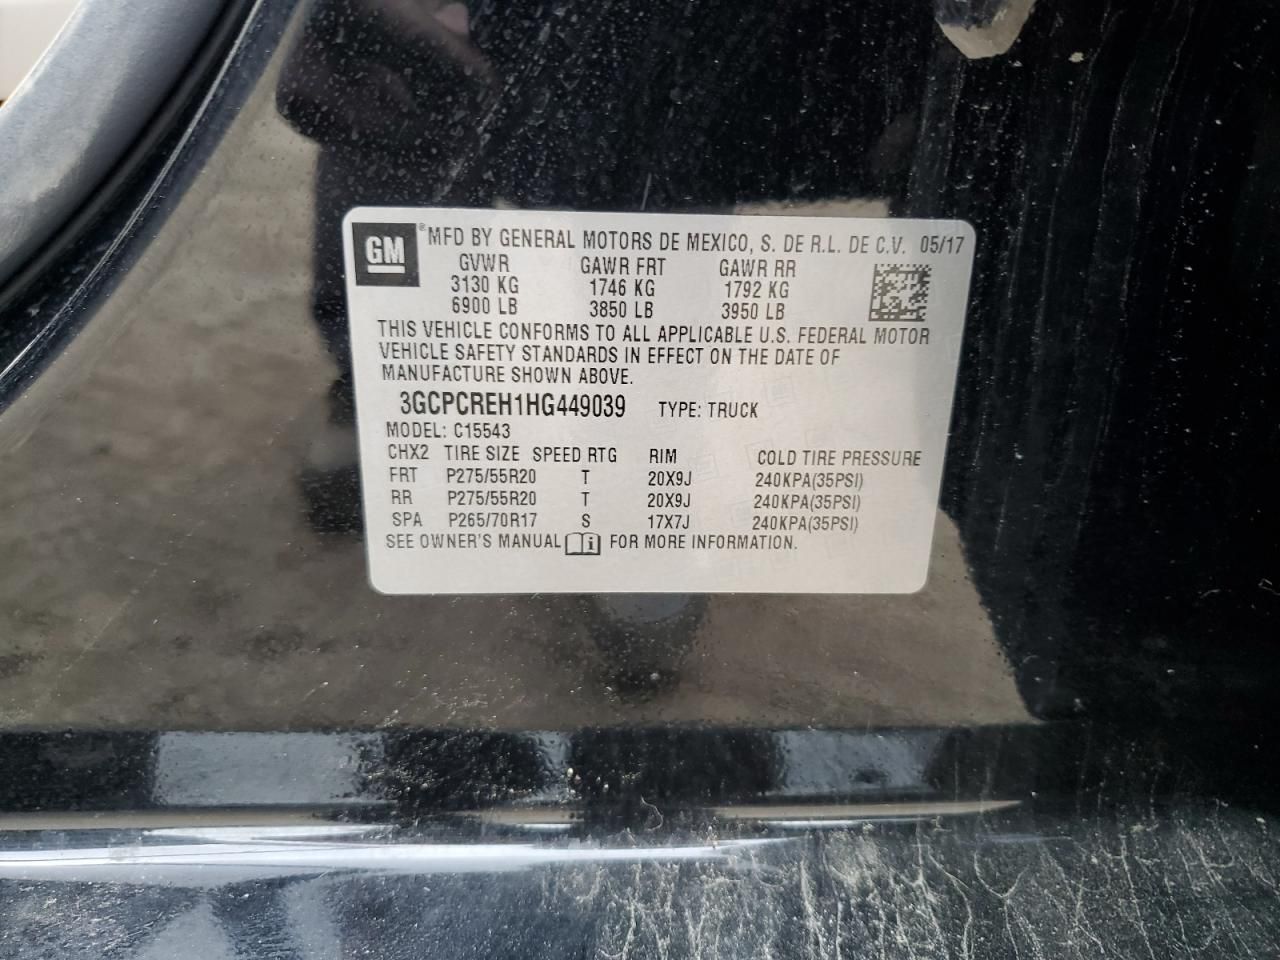 GM ® MFD BY GENERAL MOTORS DE MEXICO, S. DE R.L. DE C.V. 05/17
GVWR GAWR FRT GAWR RR
3130 KG 1746 KG 1792 KG
6900 LB 3850 LB 3950 LB
THIS VEHICLE CONFORMS TO ALL APPLICABLE U.S. FEDERAL MOTOR
VEHICLE SAFETY STANDARDS IN EFFECT ON THE DATE OF
MANUFACTURE SHOWN ABOVE.
3GCPCREH1HG449039 TYPE: TRUCK
MODEL: C15543
CHX2 TIRE SIZE SPEED RTG RIM COLD TIRE PRESSURE
FRT P275/55R20 T 20X9J 240KPA(35PSI)
RR P275/55R20 T 20X9J 240KPA(35PSI)
SPA P265/70R17 S 17X7J 240KPA(35PSI)
SEE OWNER'S MANUAL i FOR MORE INFORMATION.